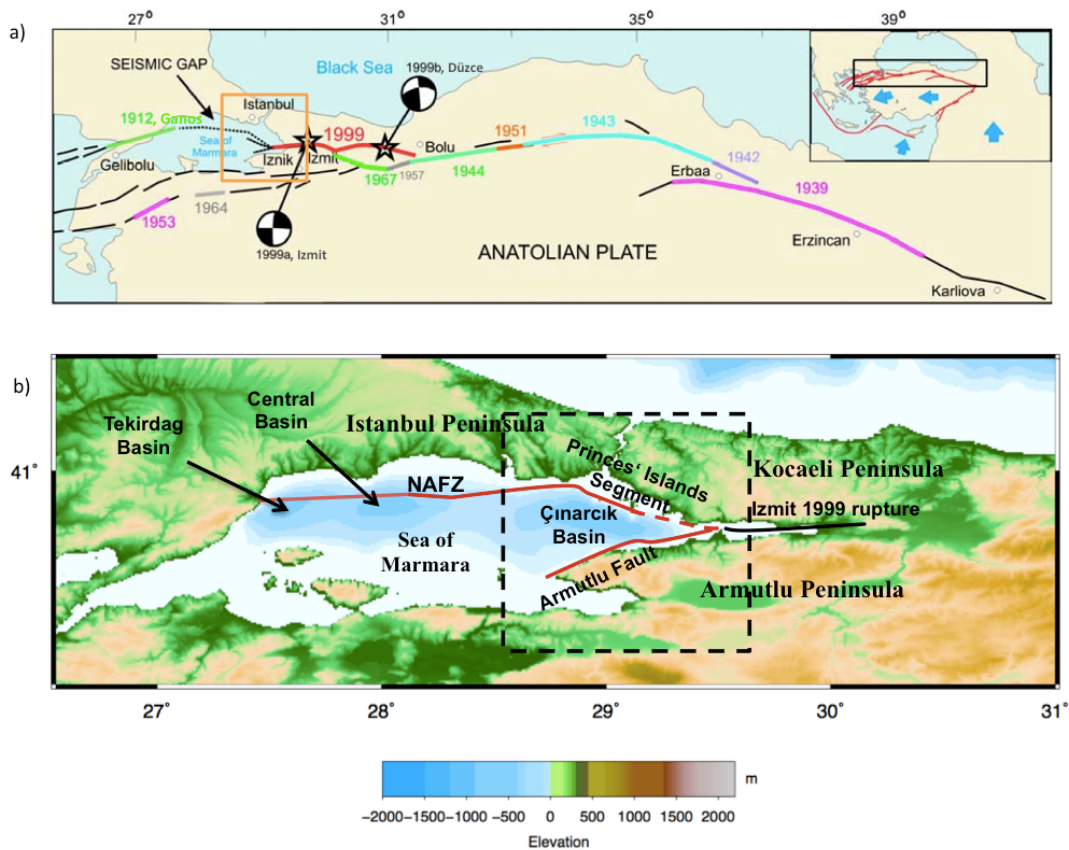 a)
27° 31° 35° 39°
SEISMIC GAP
Black Sea
1999b, Düzce
Istanbul
1912, Ganos
1999
1951
1943
Sea of
Marmara
Bolu
Gelibolu
Iznik
Izmit
1967
1957
1944
Erbaa
1942
1939
1964
1953
1999a, Izmit
ANATOLIAN PLATE
Erzincan
Karliova
b)
Central
Basin
Tekirdag
Basin
Istanbul Peninsula
Princes‘ Islands
Segment
Kocaeli Peninsula
41°
NAFZ
Izmit 1999 rupture
Çınarcık
Basin
Sea of
Marmara
Armutlu Fault
Armutlu Peninsula
27° 28° 29° 30° 31°
m
−2000−1500−1000−500 0 500 1000 1500 2000
Elevation